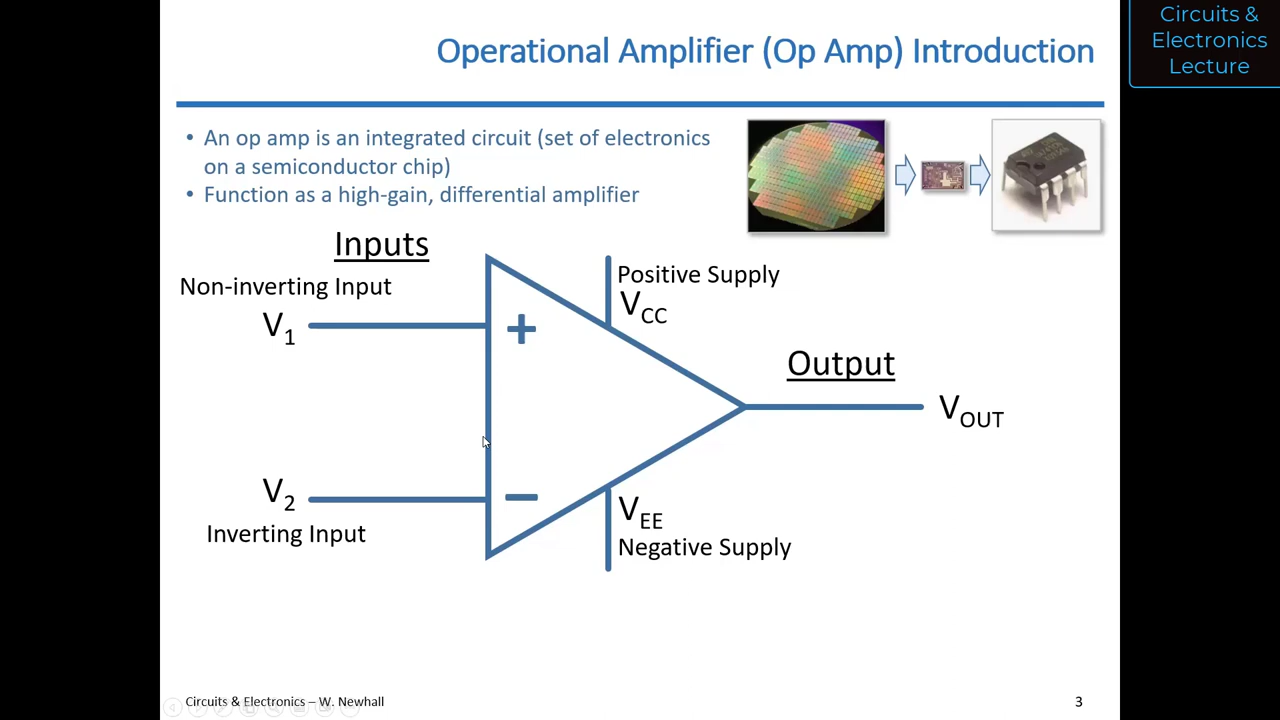 Circuits &
Electronics
Lecture
Operational Amplifier (Op Amp) Introduction
• An op amp is an integrated circuit (set of electronics
on a semiconductor chip)
• Function as a high-gain, differential amplifier
Inputs
Non-inverting Input
V1
+
Positive Supply
VCC
Output
VOUT
V2
−
Inverting Input
VEE
Negative Supply
Circuits & Electronics – W. Newhall
3